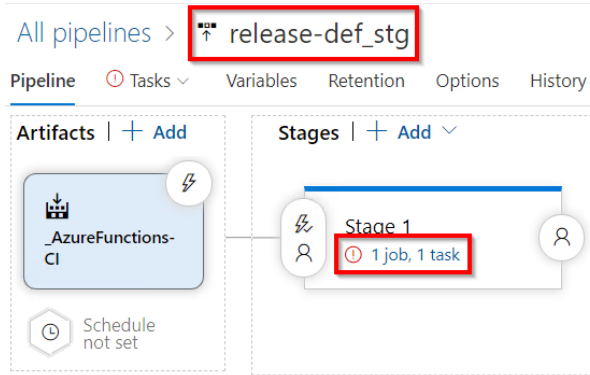 All pipelines > release-def_stg
Pipeline Tasks Variables Retention Options History
Artifacts | + Add Stages | + Add
_AzureFunctions-
CI
Stage 1
1 job, 1 task
Schedule
not set